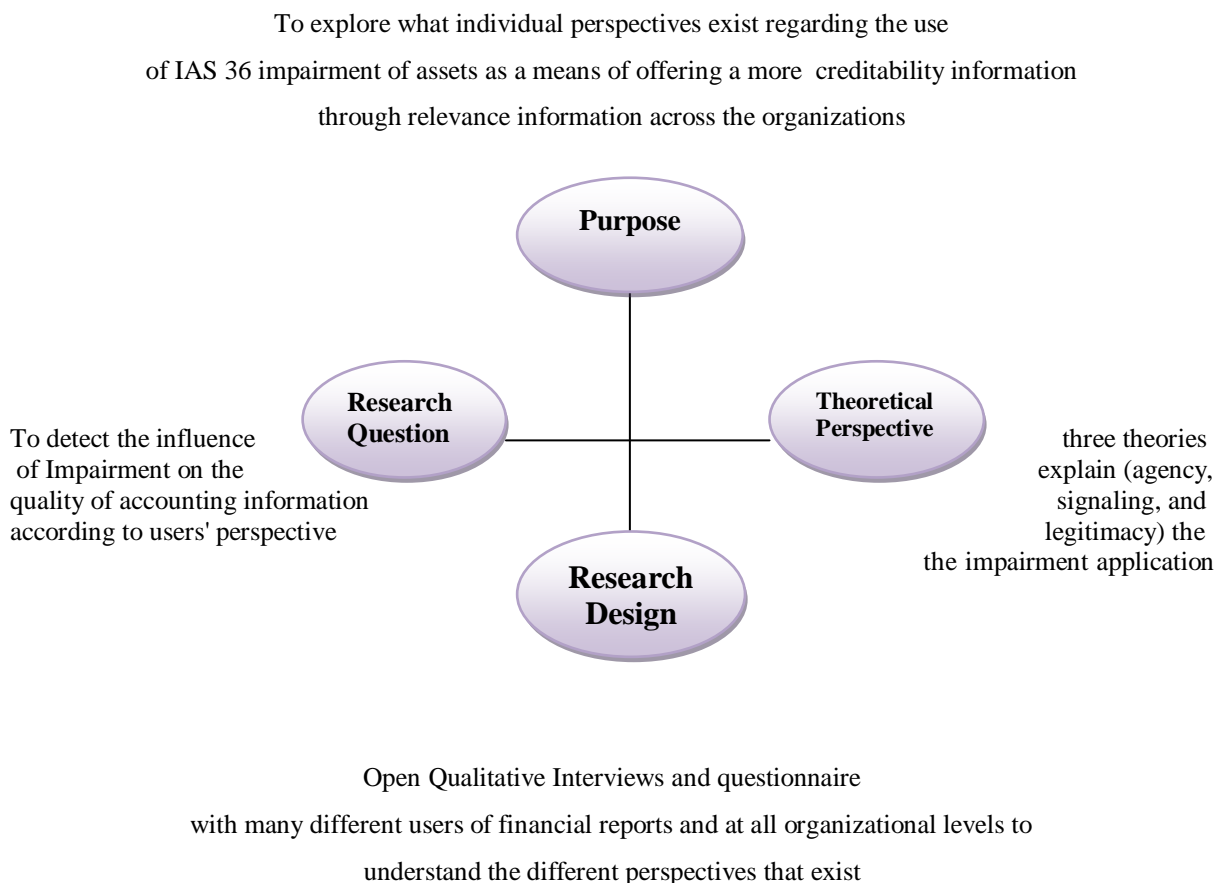 To explore what individual perspectives exist regarding the use
of IAS 36 impairment of assets as a means of offering a more creditability information
through relevance information across the organizations
Purpose
Research
Question
Theoretical
Perspective
To detect the influence
of Impairment on the
quality of accounting information
according to users' perspective
three theories
explain (agency,
signaling, and
legitimacy) the
the impairment application
Research
Design
Open Qualitative Interviews and questionnaire
with many different users of financial reports and at all organizational levels to
understand the different perspectives that exist